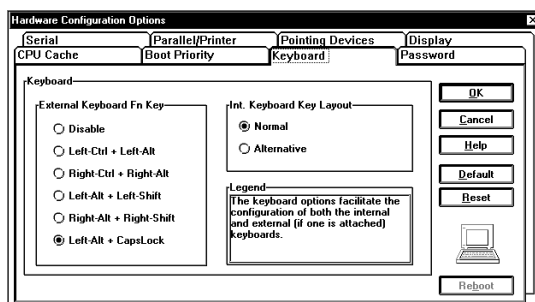 Hardware Configuration Options
Serial
Parallel/Printer
Pointing Devices
Display
CPU Cache
Boot Priority
Keyboard
Password
Keyboard
External Keyboard Fn Key
Disable
Left-Ctrl + Left-Alt
Right-Ctrl + Right-Alt
Left-Alt + Left-Shift
Right-Alt + Right-Shift
Left-Alt + CapsLock
Int. Keyboard Key Layout
Normal
Alternative
Legend
The keyboard options facilitate the
configuration of both the internal
and external (if one is attached)
keyboards.
OK
Cancel
Help
Default
Reset
Reboot